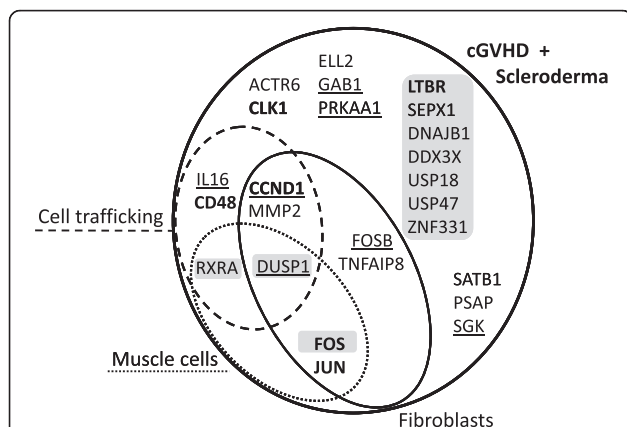 cGVHD +
Scleroderma
ELL2
ACTR6 GAB1
CLK1 PRKAA1
LTBR
SEPX1
DNAJB1
DDX3X
USP18
USP47
ZNF331
IL16
CD48
CCND1
MMP2
Cell trafficking
FOSB
TNFAIP8
RXRA DUSP1
SATB1
PSAP
SGK
FOS
JUN
Muscle cells
Fibroblasts